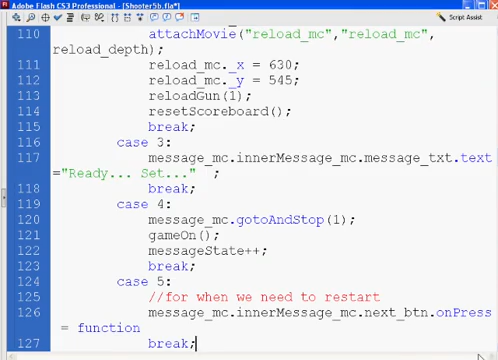 Adobe Flash CS3 Professional - [Shooter5b.fla*]
Script Assist
110 attachMovie("reload_mc","reload_mc",
reload_depth);
111 reload_mc._x = 630;
112 reload_mc._y = 545;
113 reloadGun(1);
114 resetScoreboard();
115 break;
116 case 3:
117 message_mc.innerMessage_mc.message_txt.text
="Ready... Set..." ;
118 break;
119 case 4:
120 message_mc.gotoAndStop(1);
121 gameOn();
122 messageState++;
123 break;
124 case 5:
125 //for when we need to restart
126 message_mc.innerMessage_mc.next_btn.onPress
= function
127 break;